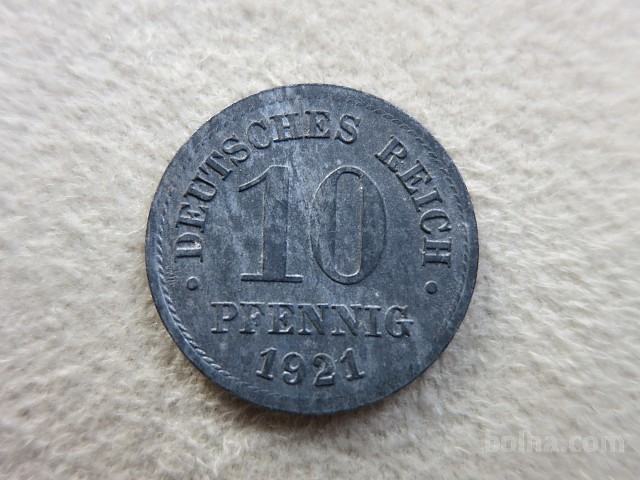 DEUTSCHES REICH
10
PFENNIG
1921
bolha.com